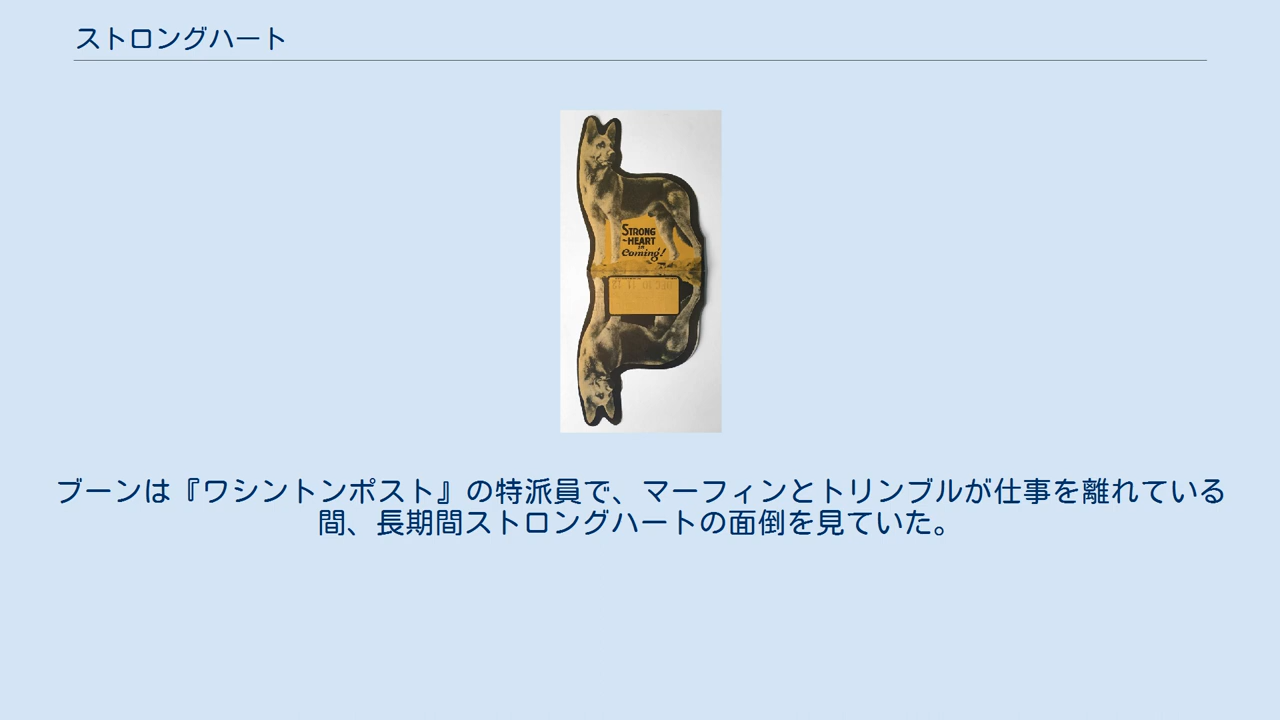 ストロングハート
STRONG
~HEART
is
Coming!
ブーンは『ワシントンポスト』の特派員で、マーフィンとトリンブルが仕事を離れている
間、長期間ストロングハートの面倒を見ていた。